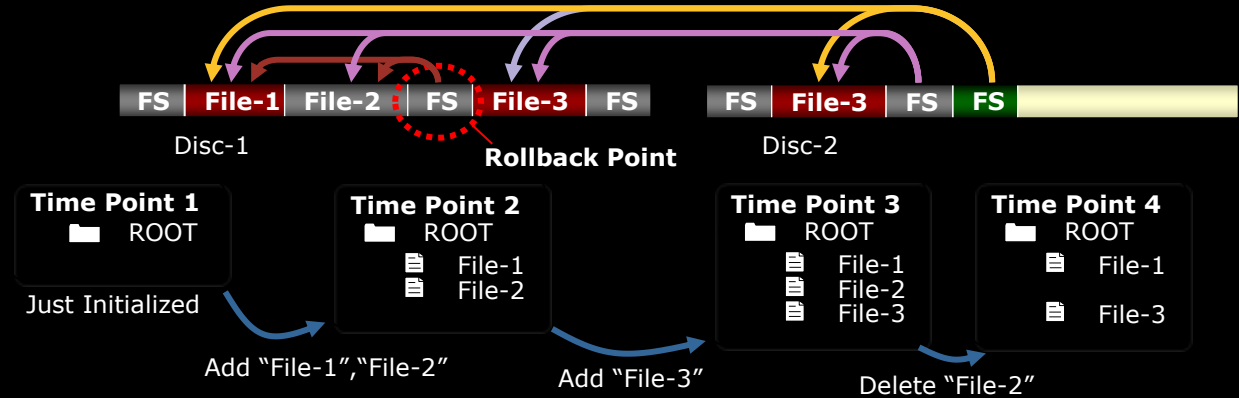 FS File-1 File-2 FS File-3 FS
FS File-3 FS FS
Disc-1
Disc-2
Rollback Point
Time Point 1
ROOT
Just Initialized
Time Point 2
ROOT
File-1
File-2
Time Point 3
ROOT
File-1
File-2
File-3
Time Point 4
ROOT
File-1
File-3
Add “File-1”,“File-2”
Add “File-3”
Delete “File-2”